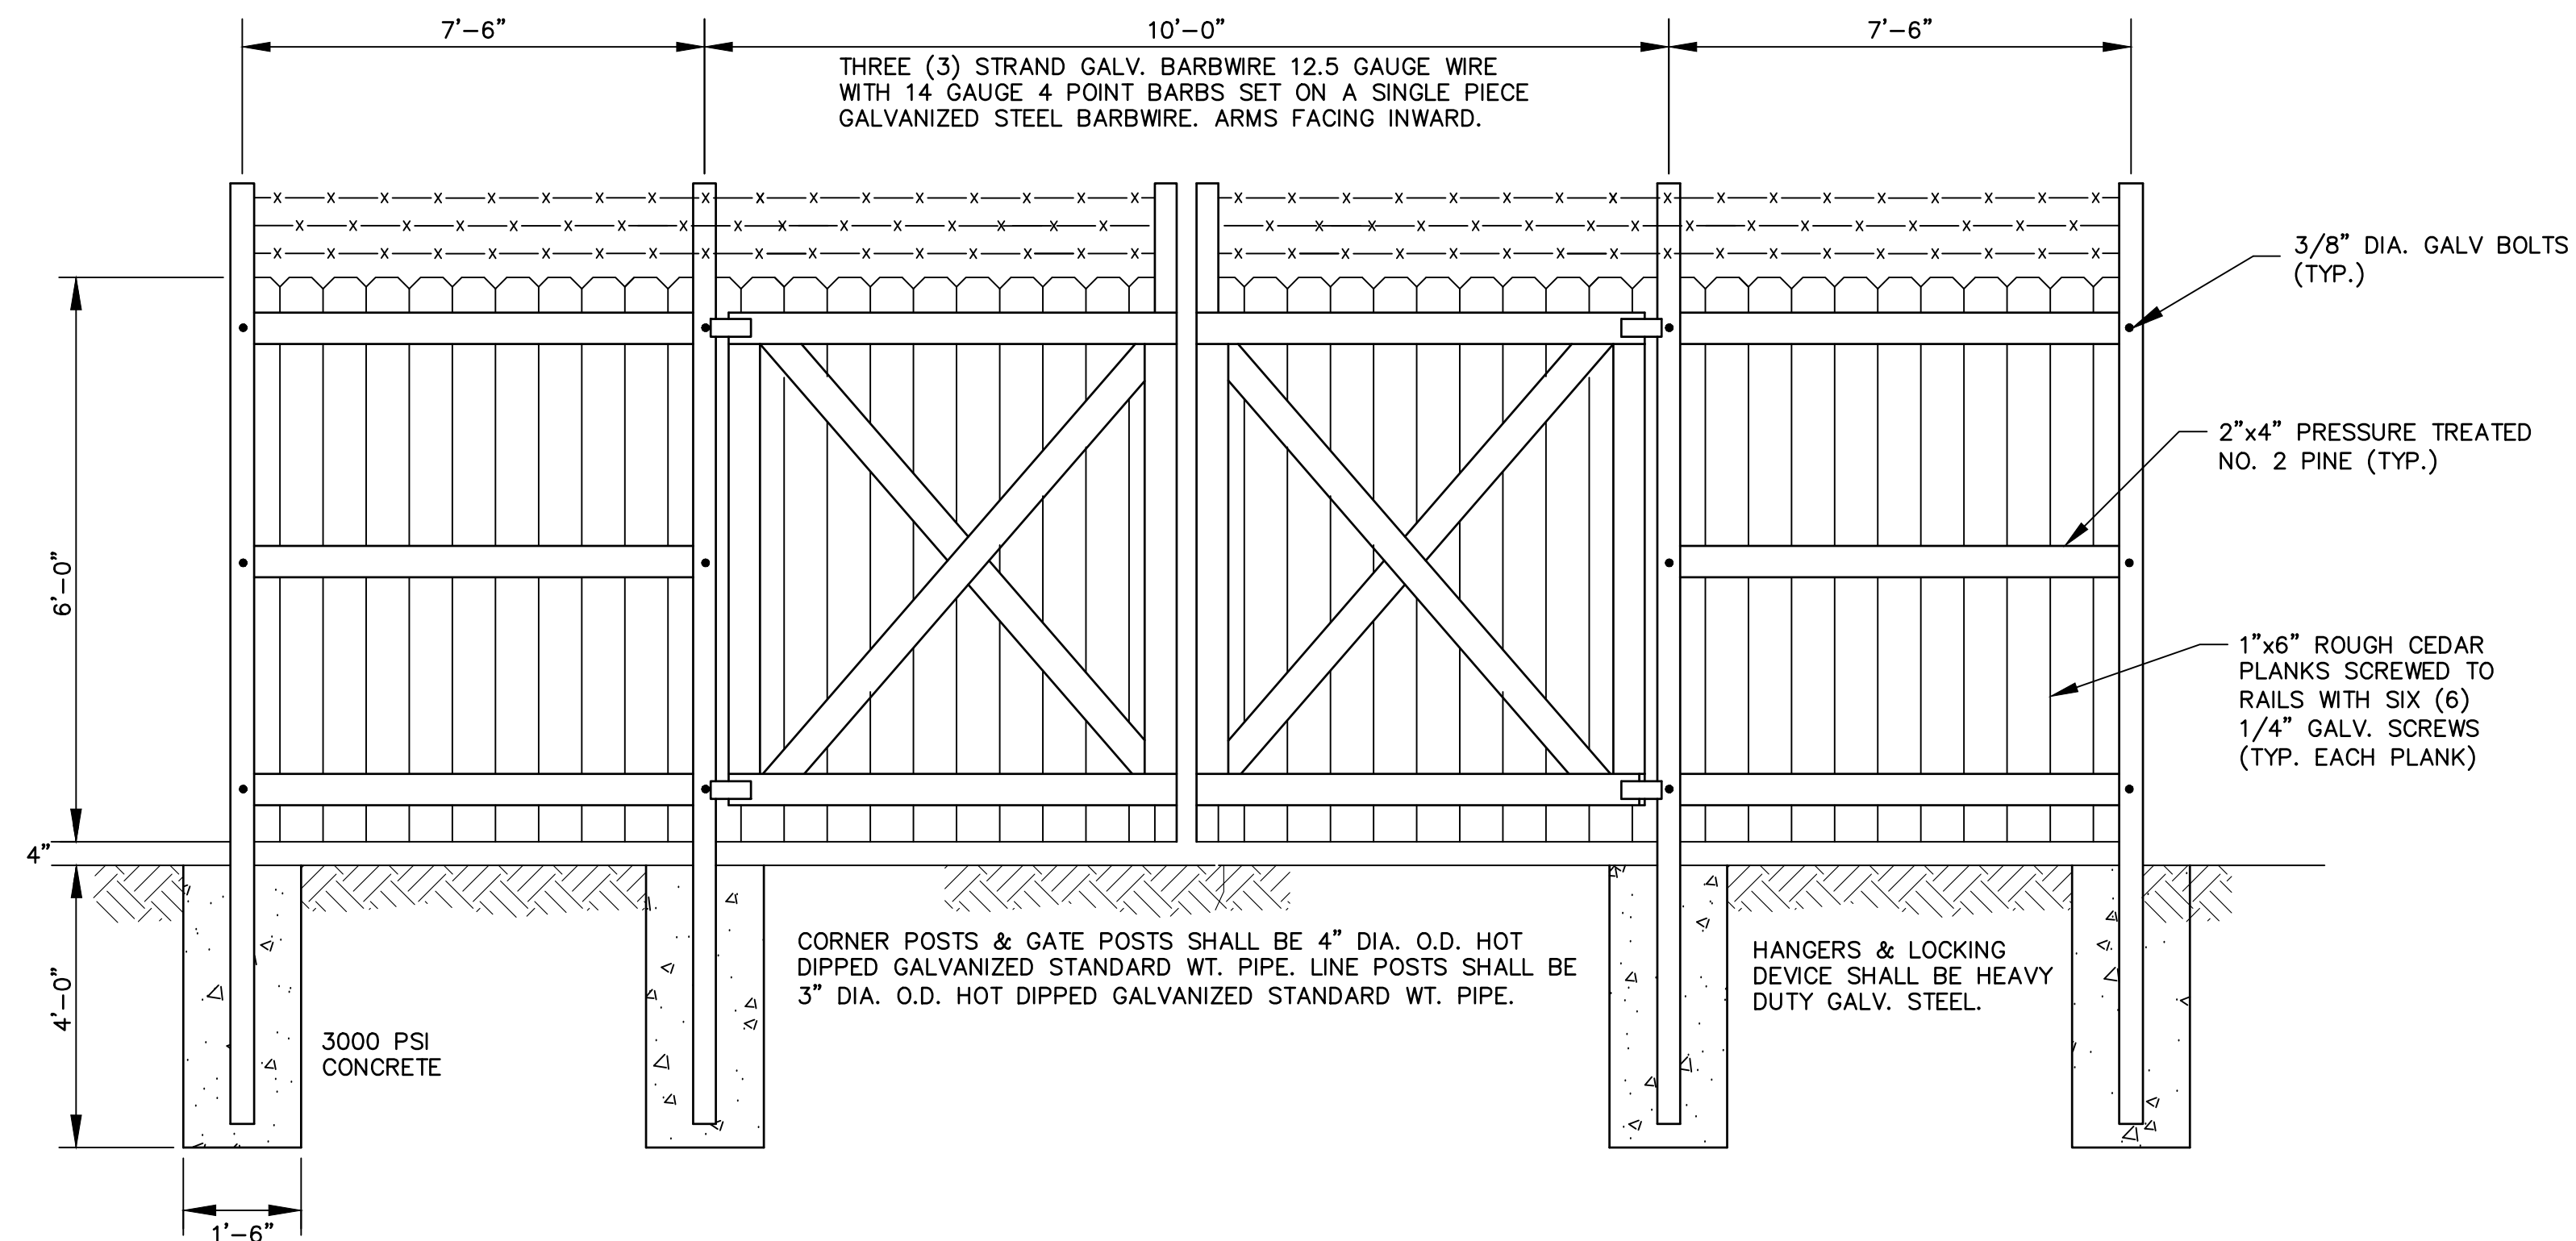 7'-6"
10'-0"
7'-6"
THREE (3) STRAND GALV. BARBWIRE 12.5 GAUGE WIRE
WITH 14 GAUGE 4 POINT BARBS SET ON A SINGLE PIECE
GALVANIZED STEEL BARBWIRE. ARMS FACING INWARD.
3/8" DIA. GALV BOLTS
(TYP.)
2"x4" PRESSURE TREATED
NO. 2 PINE (TYP.)
6'-0"
1"x6" ROUGH CEDAR
PLANKS SCREWED TO
RAILS WITH SIX (6)
1/4" GALV. SCREWS
(TYP. EACH PLANK)
4"
4'-0"
CORNER POSTS & GATE POSTS SHALL BE 4" DIA. O.D. HOT
DIPPED GALVANIZED STANDARD WT. PIPE. LINE POSTS SHALL BE
3" DIA. O.D. HOT DIPPED GALVANIZED STANDARD WT. PIPE.
HANGERS & LOCKING
DEVICE SHALL BE HEAVY
DUTY GALV. STEEL.
3000 PSI
CONCRETE
1'-6"